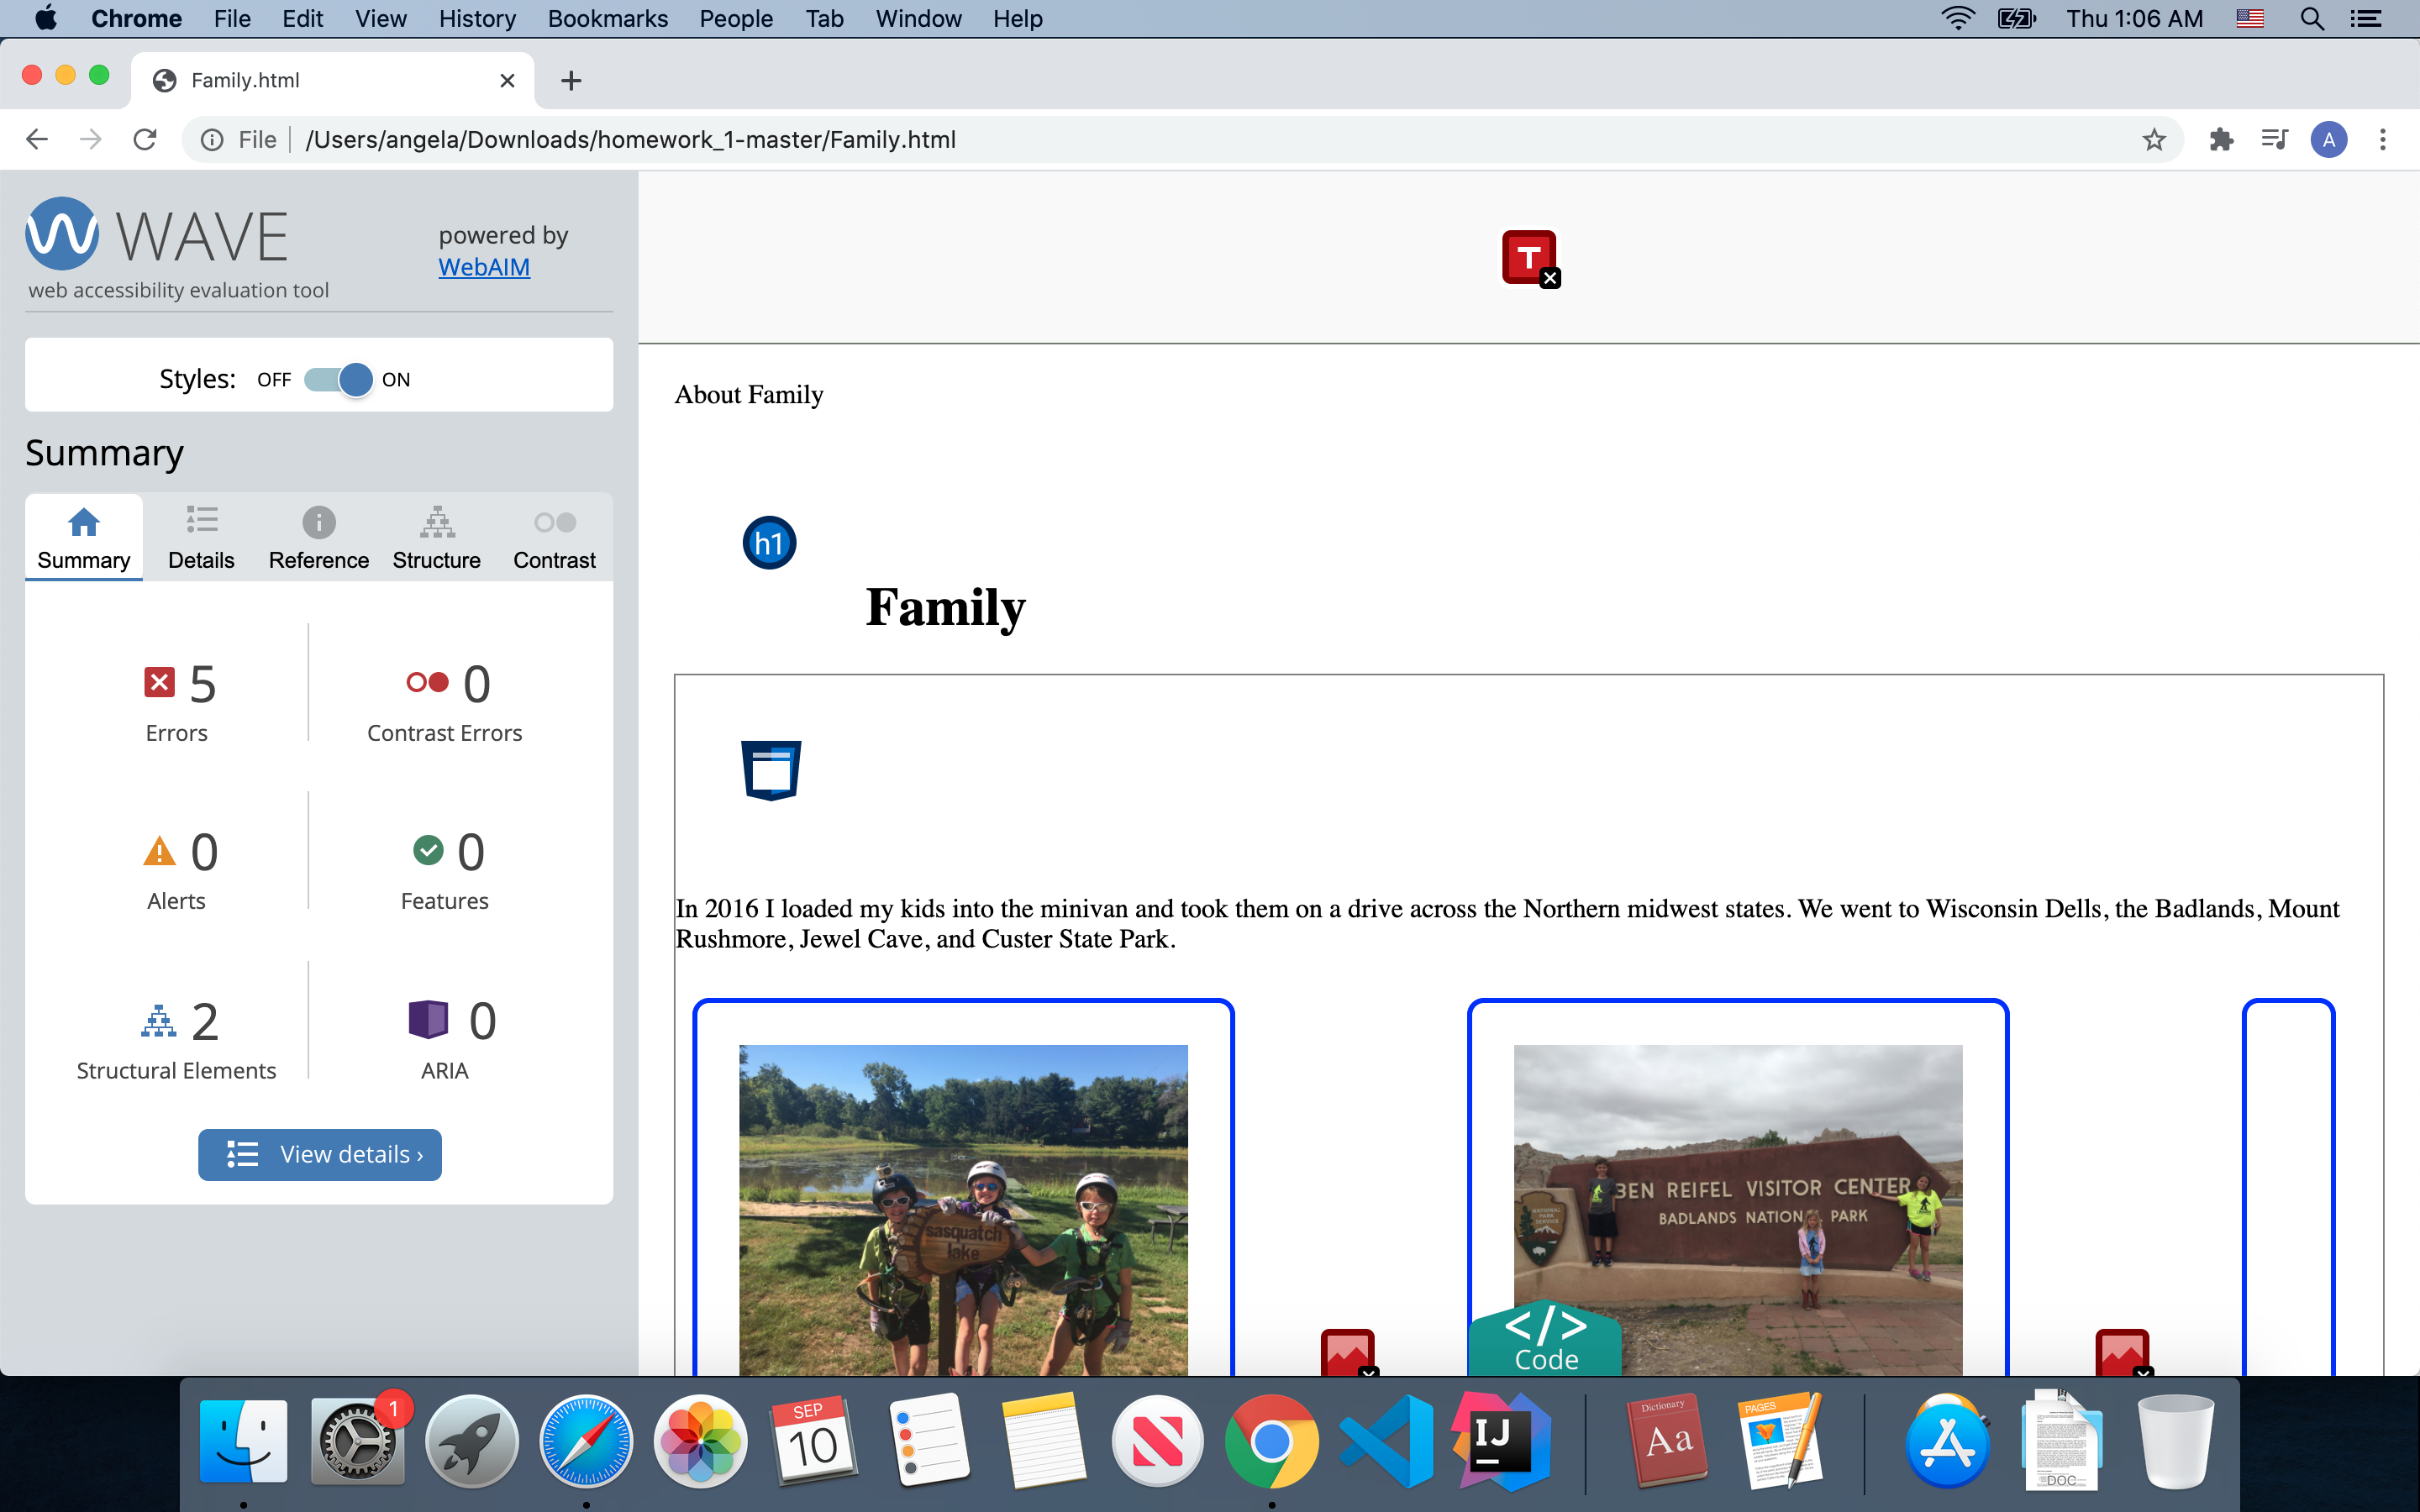 Chrome File Edit View History Bookmarks People Tab Window Help Thu 1:06 AM
Family.html
File /Users/angela/Downloads/homework_1-master/Family.html A
WAVE
powered by
WebAIM
web accessibility evaluation tool
Styles: OFF ON
Summary
Summary Details Reference Structure Contrast
5 Errors
0 Contrast Errors
0 Alerts
0 Features
2 Structural Elements
0 ARIA
View details ›
T
About Family
h1
Family
In 2016 I loaded my kids into the minivan and took them on a drive across the Northern midwest states. We went to Wisconsin Dells, the Badlands, Mount
Rushmore, Jewel Cave, and Custer State Park.
sasquatch
lake
BEN REIFEL VISITOR CENTER
BADLANDS NATIONAL PARK
NATIONAL
PARK
SERVICE
</>
Code
1
SEP
10
IJ
Dictionary
Aa
PAGES
DOC